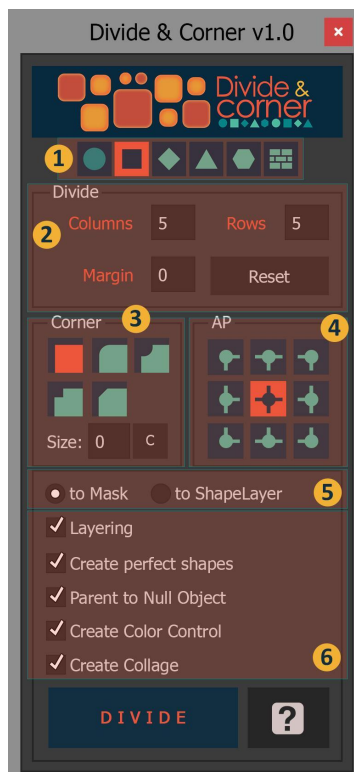 Divide & Corner v1.0 ×
Divide &
corner
1
Divide
2 Columns 5 Rows 5
Margin 0 Reset
Corner 3
AP 4
Size: 0 C
to Mask to ShapeLayer 5
Layering
Create perfect shapes
Parent to Null Object
Create Color Control
Create Collage 6
DIVIDE ?